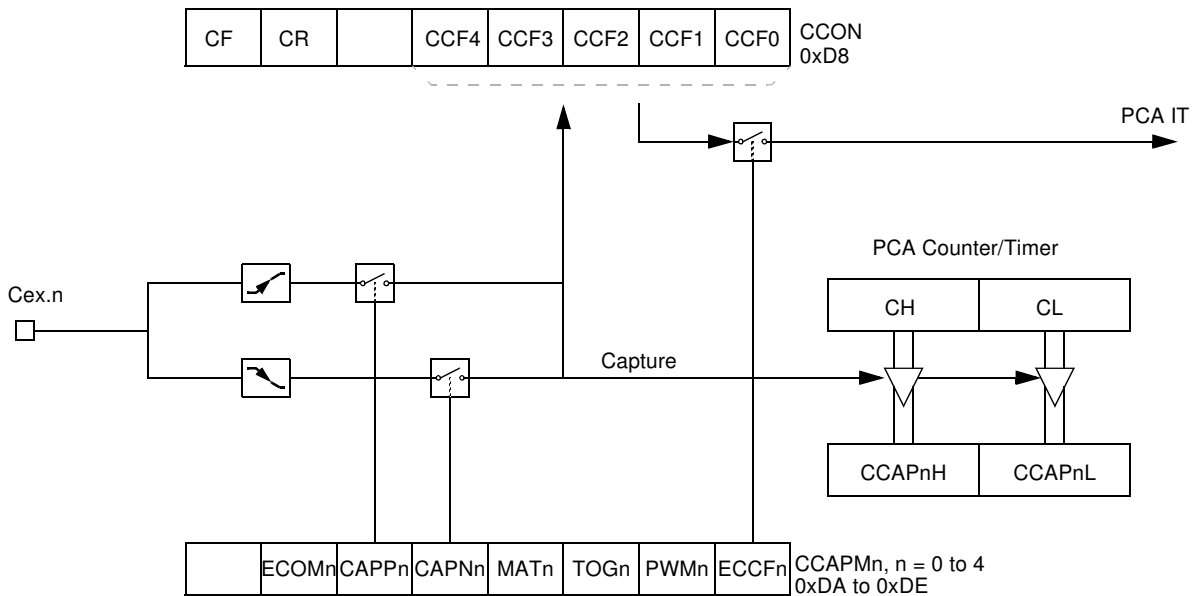 CF CR CCF4 CCF3 CCF2 CCF1 CCF0 CCON
0xD8
PCA IT
PCA Counter/Timer
Cex.n
CH CL
Capture
CCAPnH CCAPnL
ECOMn CAPPn CAPNn MATn TOGn PWMn ECCFn CCAPMn, n = 0 to 4
0xDA to 0xDE